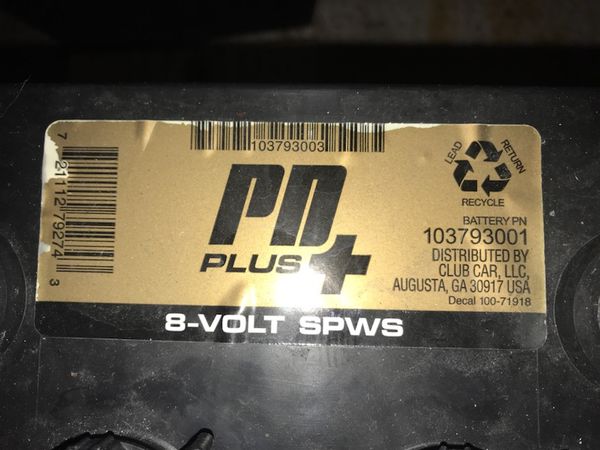 103793003
7 21112 79274 3
PD
PLUS+
LEAD
RETURN
RECYCLE
BATTERY PN
103793001
DISTRIBUTED BY
CLUB CAR, LLC,
AUGUSTA, GA 30917 USA
Decal 100-71918
8-VOLT SPWS